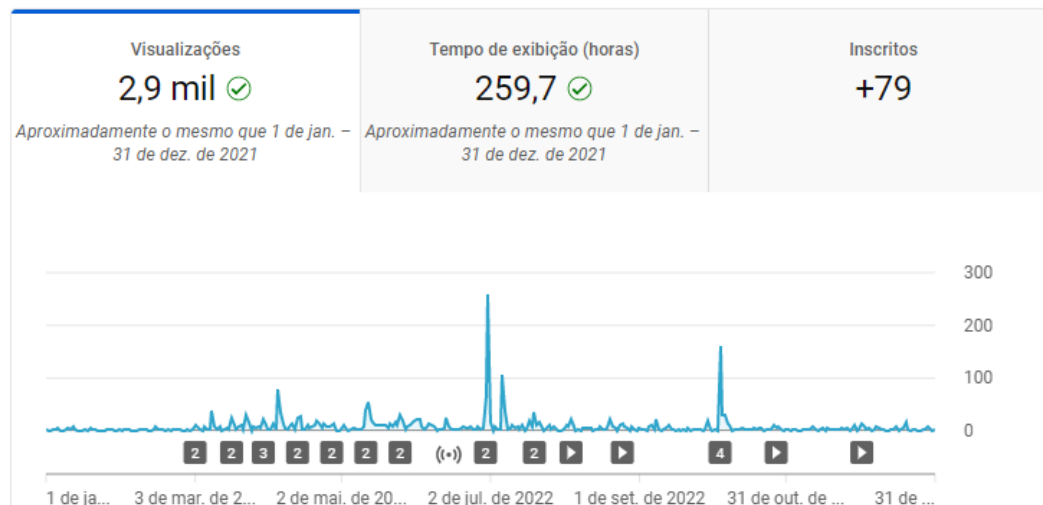 Visualizações
2,9 mil
Aproximadamente o mesmo que 1 de jan. –
31 de dez. de 2021
Tempo de exibição (horas)
259,7
Aproximadamente o mesmo que 1 de jan. –
31 de dez. de 2021
Inscritos
+79
300
200
100
0
2 2 3 2 2 2 2 2 2 4
1 de ja... 3 de mar. de 2... 2 de mai. de 20... 2 de jul. de 2022 1 de set. de 2022 31 de out. de ... 31 de ...